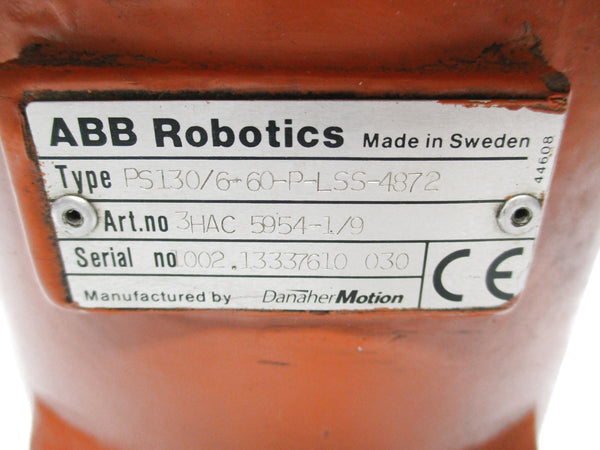 ABB Robotics Made in Sweden
Type PS130/6-60-P-LSS-4872
Art.no 3HAC 5954-1/9
Serial no 1002.13337610 030
Manufactured by DanaherMotion
CE
44608